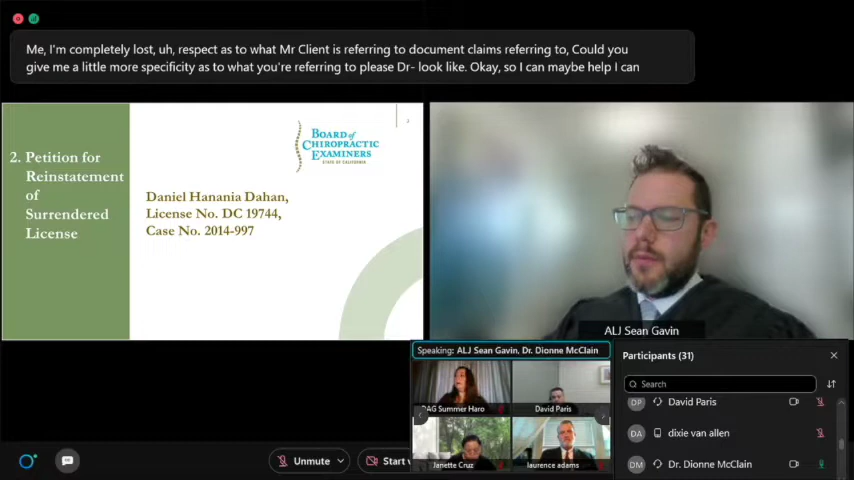 Me, I'm completely lost, uh, respect as to what Mr Client is referring to document claims referring to, Could you
give me a little more specificity as to what you're referring to please Dr- look like. Okay, so I can maybe help I can
2. Petition for
Reinstatement
of
Surrendered
License
2
BOARD of
CHIROPRACTIC
EXAMINERS
STATE OF CALIFORNIA
Daniel Hanania Dahan,
License No. DC 19744,
Case No. 2014-997
ALJ Sean Gavin
Speaking: ALJ Sean Gavin, Dr. Dionne McClain
DAG Summer Haro
David Paris
Janette Cruz
laurence adams
Participants (31)
Search
DP David Paris
DA dixie van allen
DM Dr. Dionne McClain
Unmute
Start